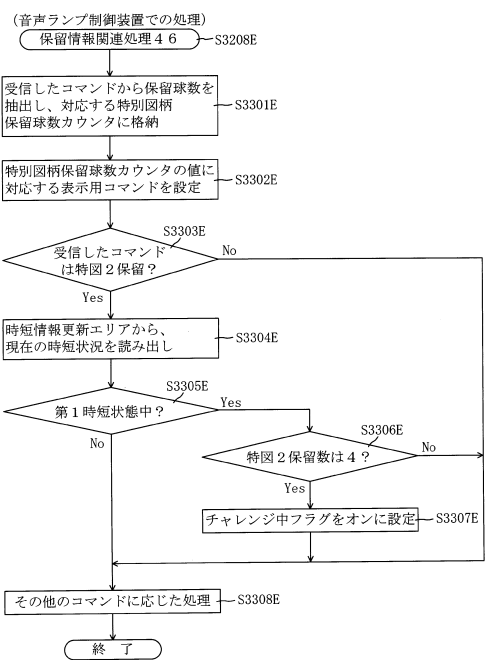 （音声ランプ制御装置での処理）
保留情報関連処理４６
S3208E
受信したコマンドから保留球数を
抽出し、対応する特別図柄
保留球数カウンタに格納
S3301E
特別図柄保留球数カウンタの値に
対応する表示用コマンドを設定
S3302E
S3303E
受信したコマンド
は特図２保留？
No
Yes
時短情報更新エリアから、
現在の時短状況を読み出し
S3304E
S3305E
第１時短状態中？
Yes
No
S3306E
特図２保留数は４？
No
Yes
チャレンジ中フラグをオンに設定
S3307E
その他のコマンドに応じた処理
S3308E
終 了